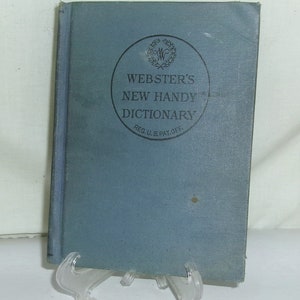 W
WEBSTER'S
NEW HANDY
DICTIONARY
REG. U.S. PAT. OFF.